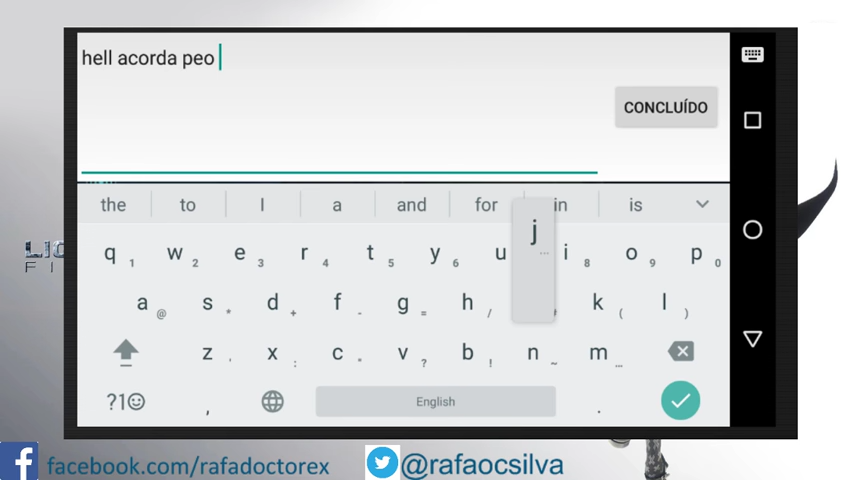 hell acorda peo
CONCLUÍDO
the to I a and for in is
j ...
q 1 w 2 e 3 r 4 t 5 y 6 u i 8 o 9 p 0
a @ s * d + f - g = h / k ( l )
z x : c v ? b ! n ~ m ...
?1☺ , English .
f facebook.com/rafadoctorex @rafaocsilva